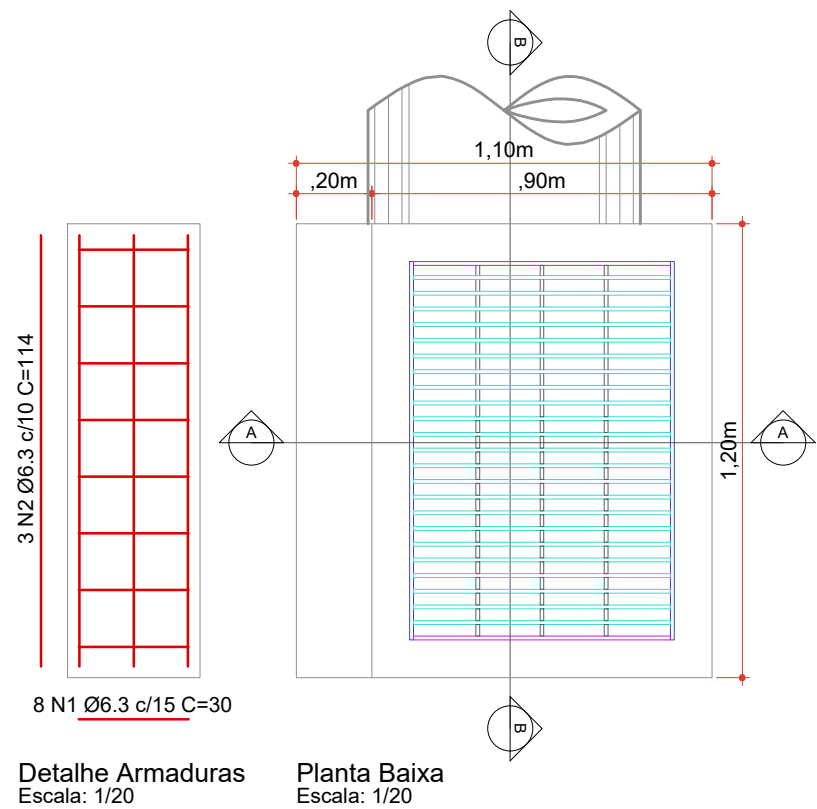 B
1,10m
,20m
,90m
3 N2 Ø6.3 c/10 C=114
A
A
1,20m
8 N1 Ø6.3 c/15 C=30
B
Detalhe Armaduras
Escala: 1/20
Planta Baixa
Escala: 1/20